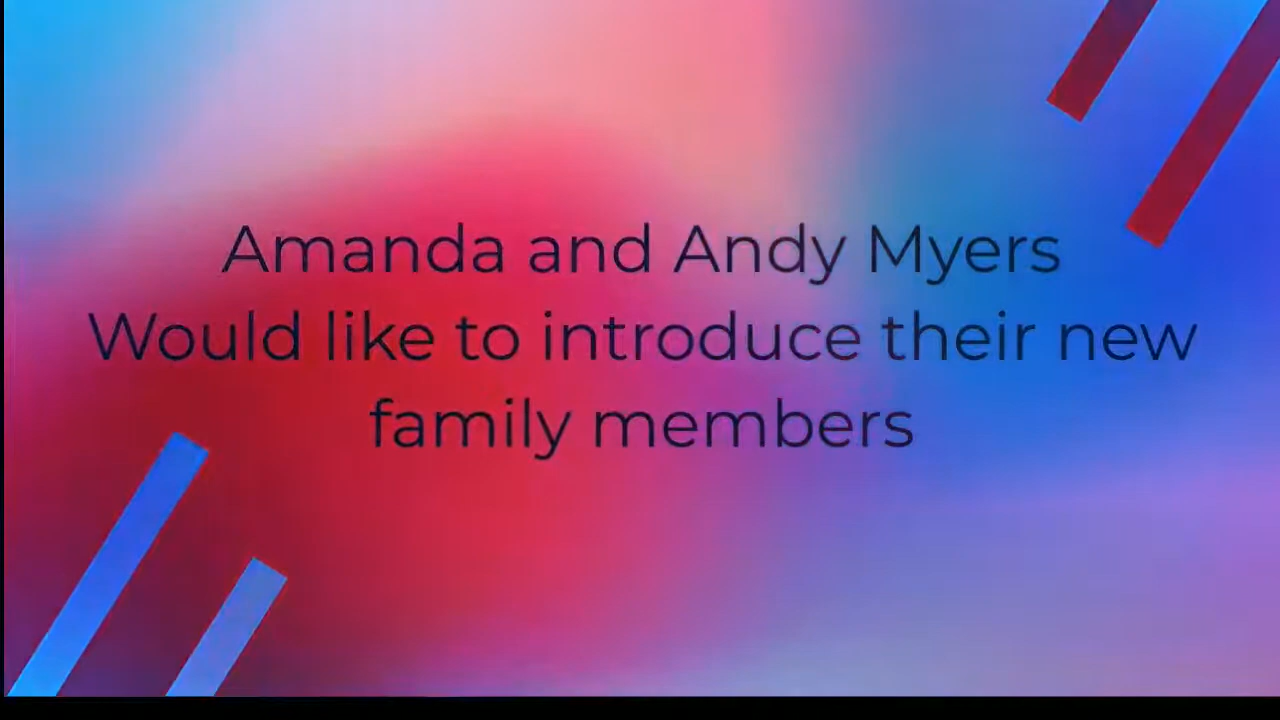 Amanda and Andy Myers
Would like to introduce their new
family members